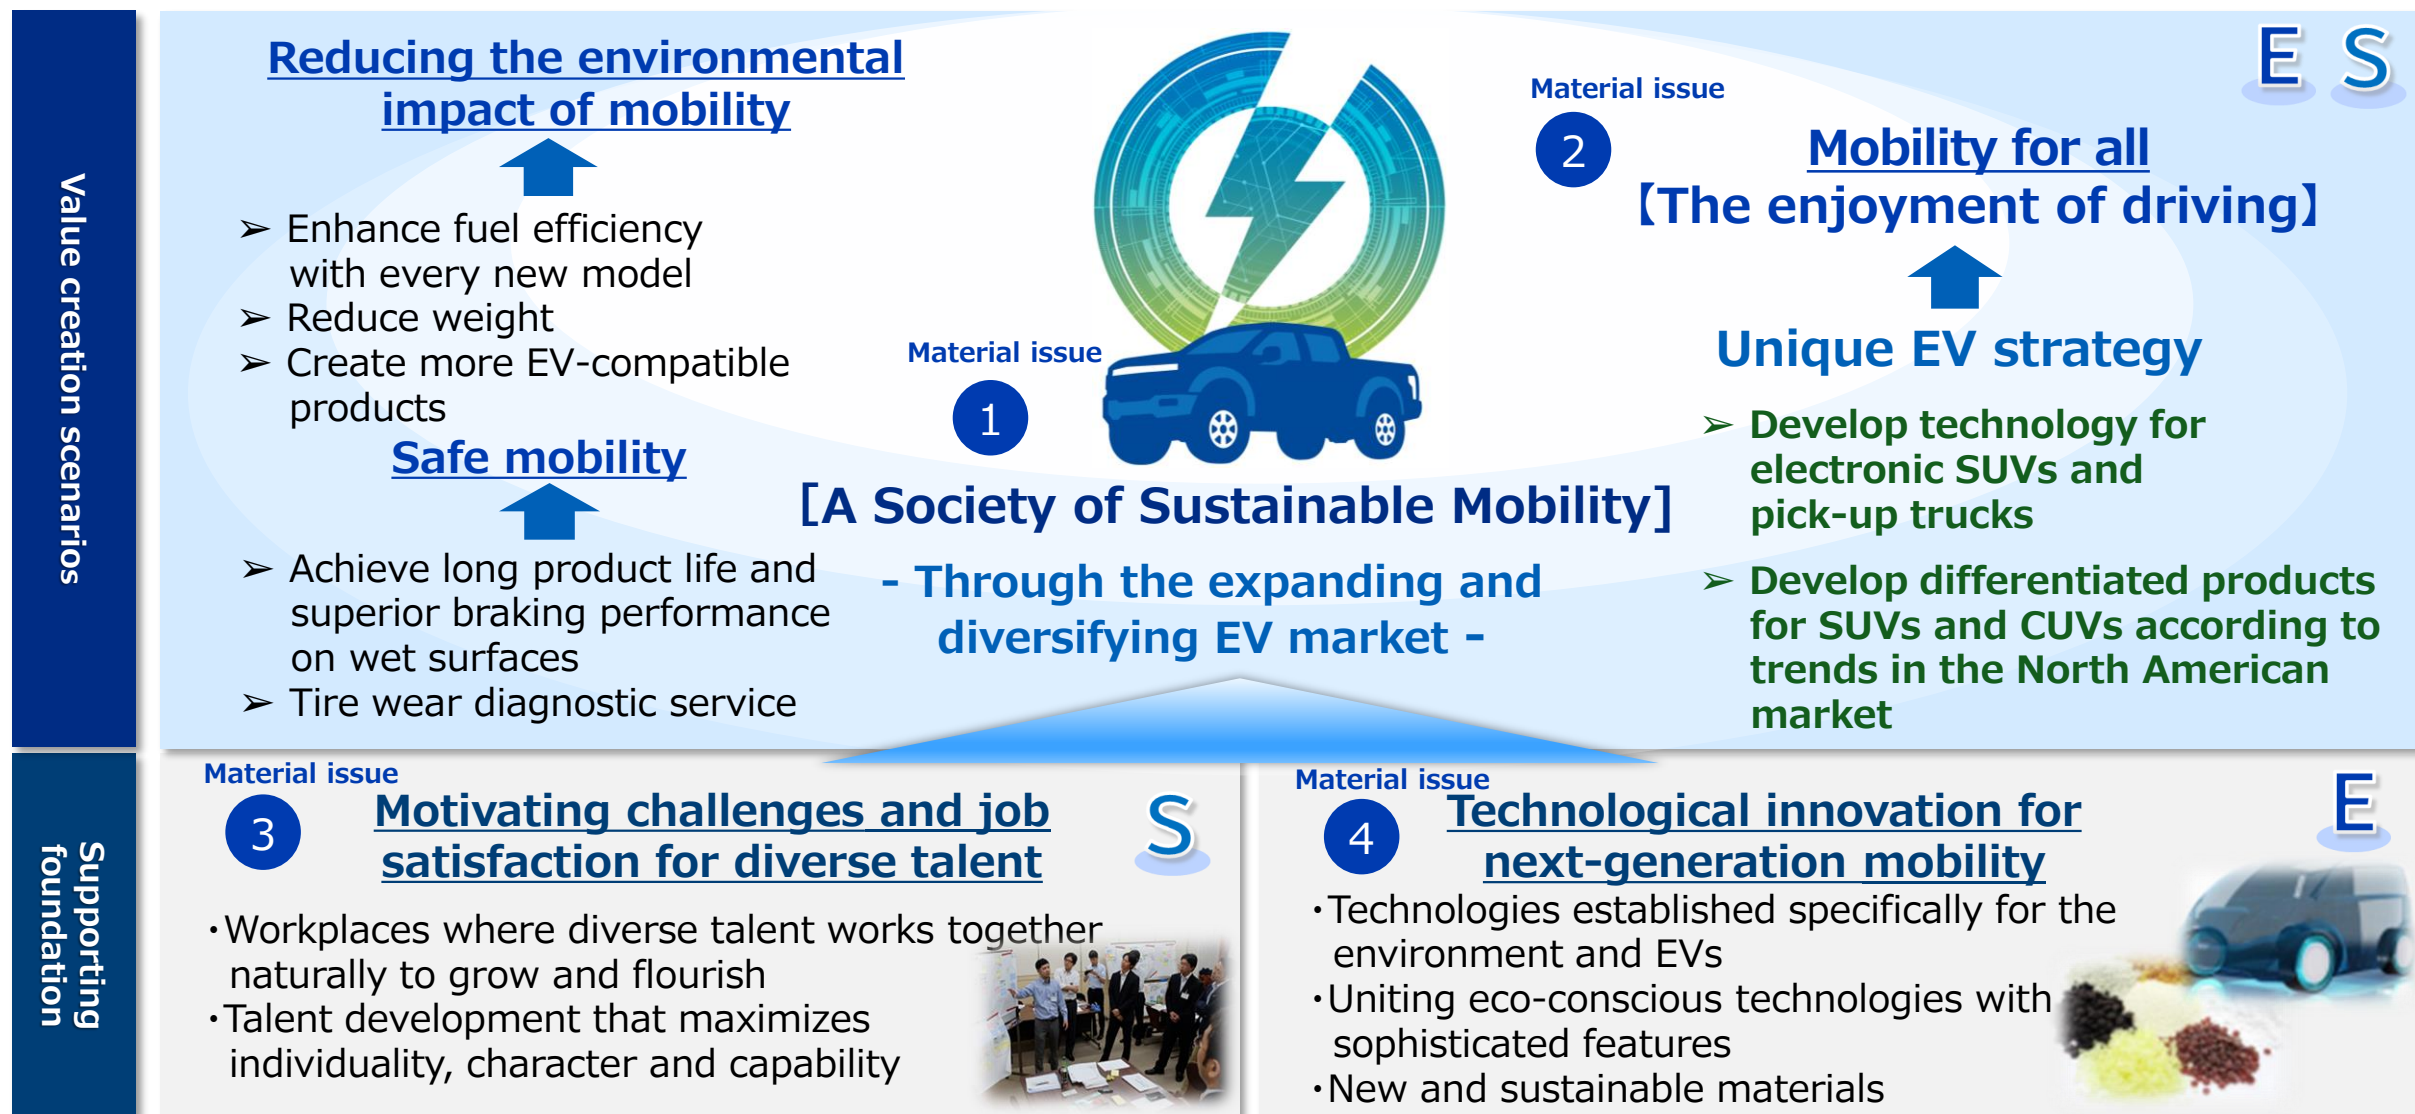 Value creation scenarios
Reducing the environmental
impact of mobility
➢ Enhance fuel efficiency
with every new model
➢ Reduce weight
➢ Create more EV-compatible
products
Safe mobility
➢ Achieve long product life and
superior braking performance
on wet surfaces
➢ Tire wear diagnostic service
Material issue
1
[A Society of Sustainable Mobility]
- Through the expanding and
diversifying EV market -
E S
Material issue
2
Mobility for all
【The enjoyment of driving】
Unique EV strategy
➢ Develop technology for
electronic SUVs and
pick-up trucks
➢ Develop differentiated products
for SUVs and CUVs according to
trends in the North American
market
Supporting
foundation
Material issue
3
Motivating challenges and job
satisfaction for diverse talent
S
・Workplaces where diverse talent works together
naturally to grow and flourish
・Talent development that maximizes
individuality, character and capability
Material issue
4
Technological innovation for
next-generation mobility
E
・Technologies established specifically for the
environment and EVs
・Uniting eco-conscious technologies with
sophisticated features
・New and sustainable materials